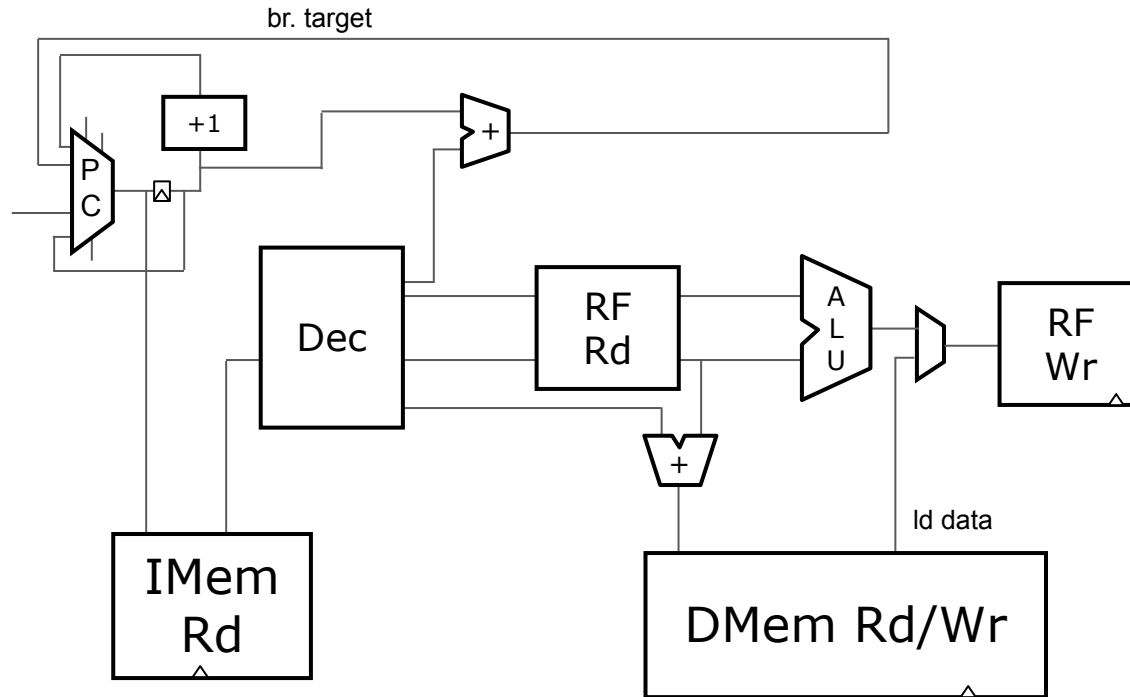 br. target
+1
+
P
C
Dec
RF
Rd
A
L
U
RF
Wr
+
ld data
IMem
Rd
DMem Rd/Wr